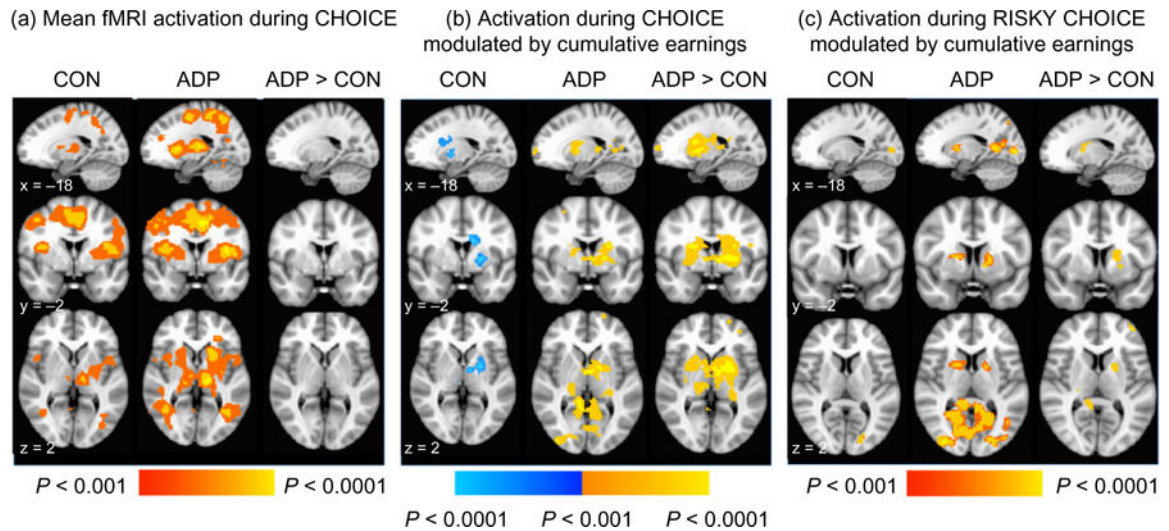 (a) Mean fMRI activation during CHOICE
(b) Activation during CHOICE
modulated by cumulative earnings
(c) Activation during RISKY CHOICE
modulated by cumulative earnings
CON ADP ADP > CON
CON ADP ADP > CON
CON ADP ADP > CON
x = –18
x = –18
x = –18
y = –2
y = –2
y = –2
z = 2
z = 2
z = 2
P < 0.001 P < 0.0001
P < 0.0001 P < 0.001 P < 0.0001
P < 0.001 P < 0.0001